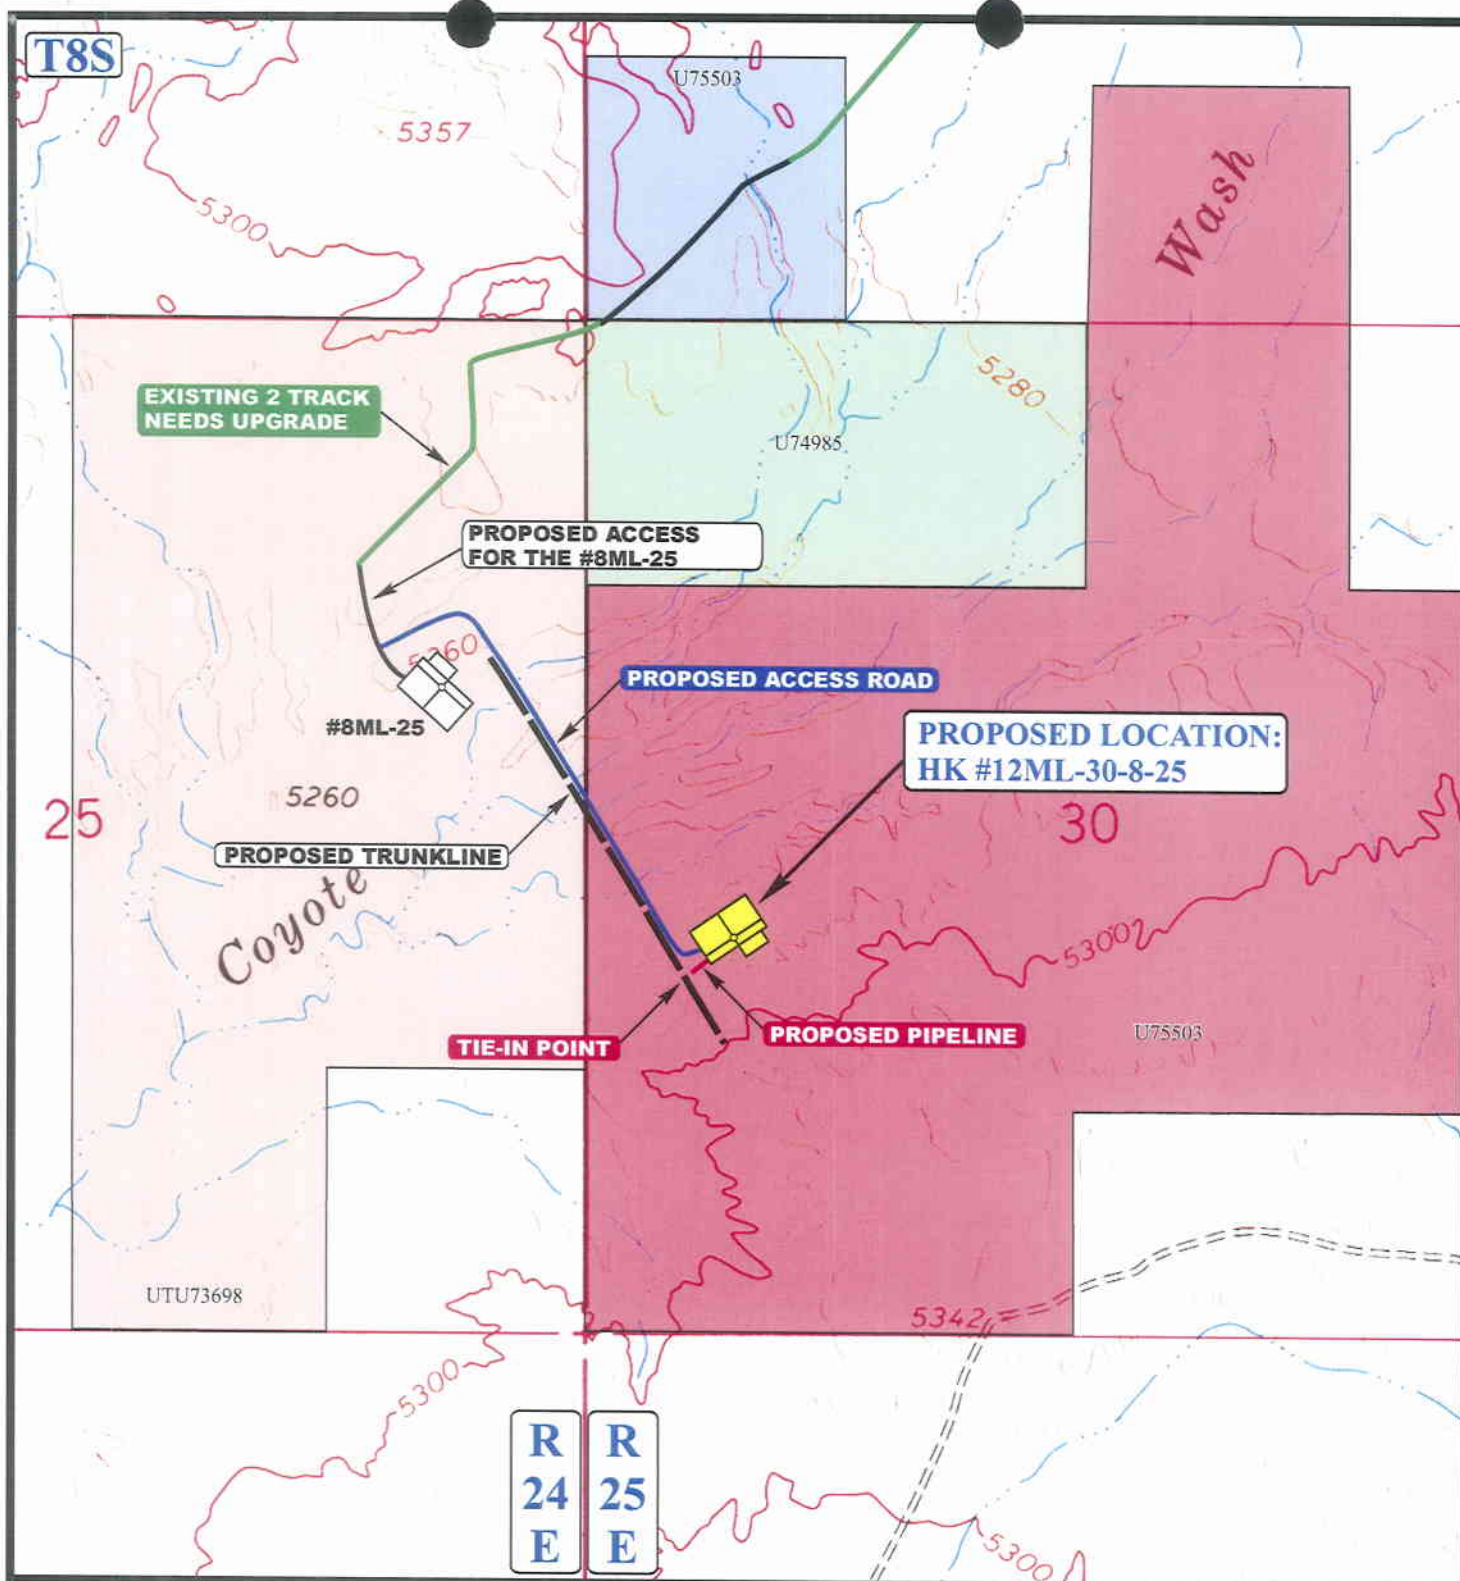 T8S
U75503
5357
Wash
5300
5280
EXISTING 2 TRACK
NEEDS UPGRADE
U74985
PROPOSED ACCESS
FOR THE #8ML-25
5260
PROPOSED ACCESS ROAD
#8ML-25
PROPOSED LOCATION:
HK #12ML-30-8-25
5260
25
30
PROPOSED TRUNKLINE
Coyote
5300
TIE-IN POINT
PROPOSED PIPELINE
U75503
UTU73698
5342
5300
R
24
E
R
25
E
5300